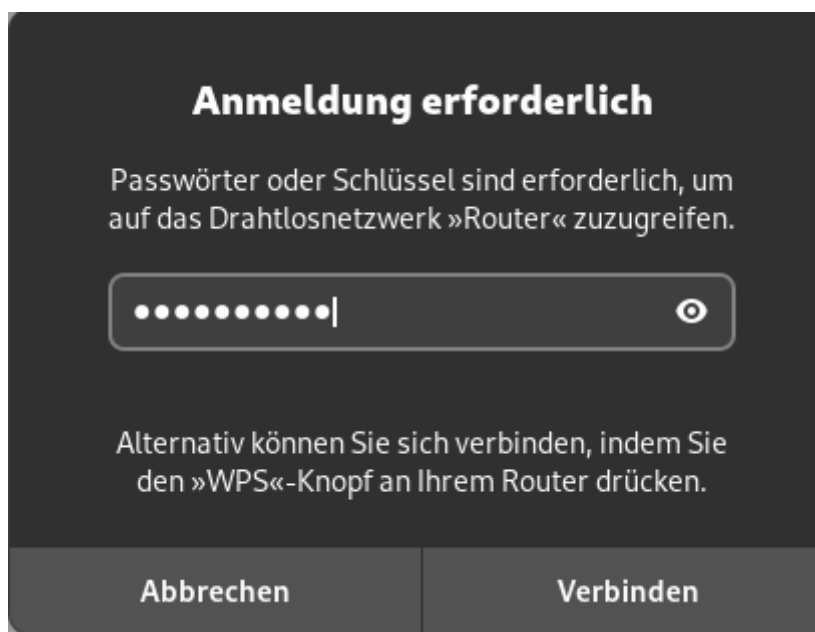 Anmeldung erforderlich
Passwörter oder Schlüssel sind erforderlich, um
auf das Drahtlosnetzwerk »Router« zuzugreifen.
●●●●●●●●●●
Alternativ können Sie sich verbinden, indem Sie
den »WPS«-Knopf an Ihrem Router drücken.
Abbrechen
Verbinden